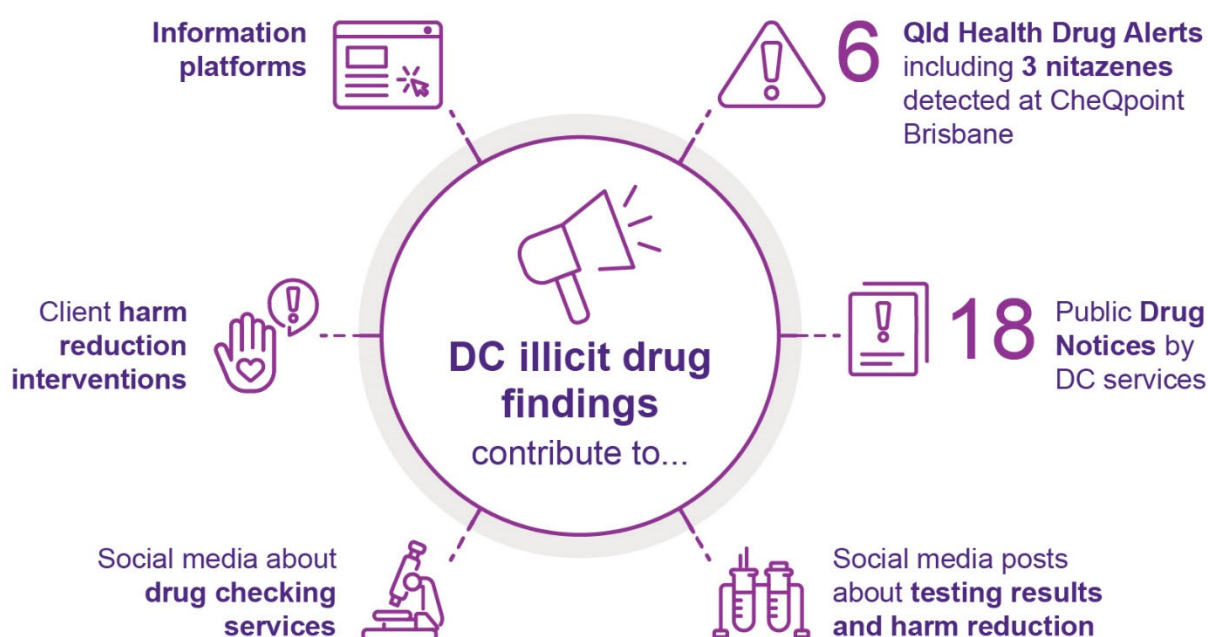 Information
platforms
6
Qld Health Drug Alerts
including 3 nitazenes
detected at CheQpoint
Brisbane
Client harm
reduction
interventions
DC illicit drug
findings
contribute to...
18
Public Drug
Notices by
DC services
Social media about
drug checking
services
Social media posts
about testing results
and harm reduction